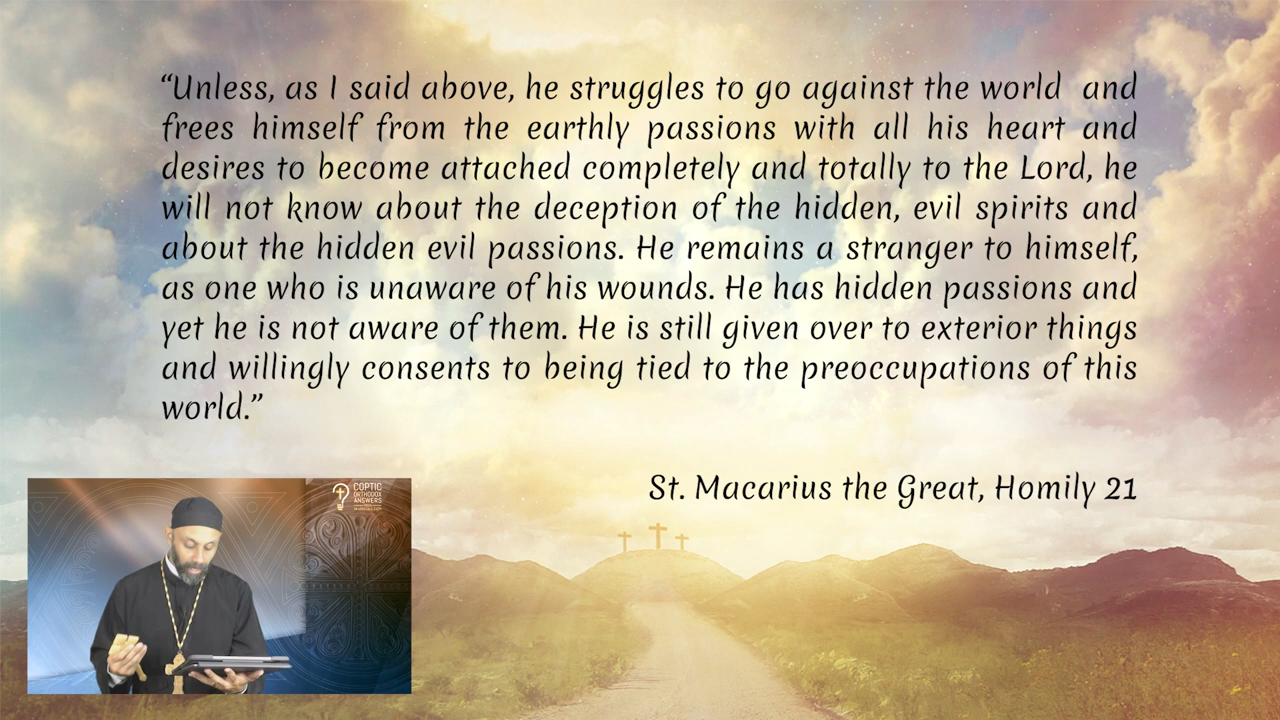 “Unless, as I said above, he struggles to go against the world and
frees himself from the earthly passions with all his heart and
desires to become attached completely and totally to the Lord, he
will not know about the deception of the hidden, evil spirits and
about the hidden evil passions. He remains a stranger to himself,
as one who is unaware of his wounds. He has hidden passions and
yet he is not aware of them. He is still given over to exterior things
and willingly consents to being tied to the preoccupations of this
world.”
St. Macarius the Great, Homily 21
COPTIC
ORTHODOX
ANSWERS